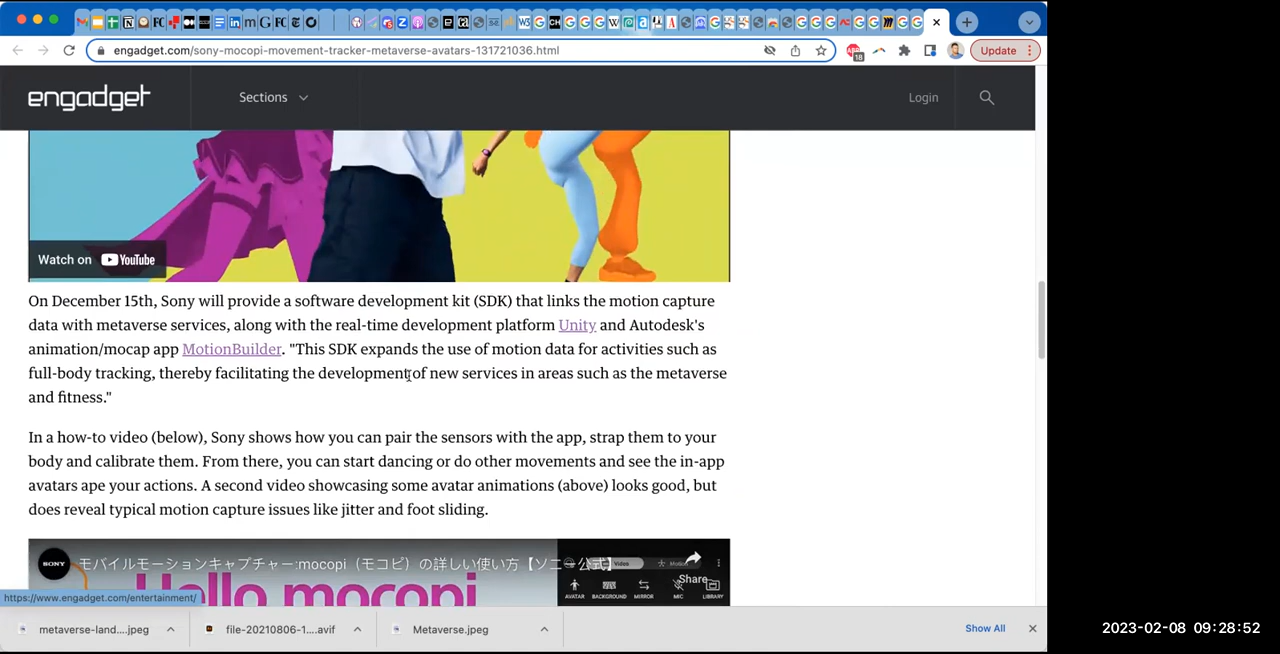 engadget.com/sony-mocopi-movement-tracker-metaverse-avatars-131721036.html
18
Update
engadget
Sections
Login
Watch on YouTube
On December 15th, Sony will provide a software development kit (SDK) that links the motion capture
data with metaverse services, along with the real-time development platform Unity and Autodesk's
animation/mocap app MotionBuilder. "This SDK expands the use of motion data for activities such as
full-body tracking, thereby facilitating the development of new services in areas such as the metaverse
and fitness."
In a how-to video (below), Sony shows how you can pair the sensors with the app, strap them to your
body and calibrate them. From there, you can start dancing or do other movements and see the in-app
avatars ape your actions. A second video showcasing some avatar animations (above) looks good, but
does reveal typical motion capture issues like jitter and foot sliding.
SONY
モバイルモーションキャプチャー:mocopi（モコピ）の詳しい使い方【ソニー公式】
Video
Motion
Share
AVATAR
BACKGROUND
MIRROR
MIC
LIBRARY
Hello mocopi
https://www.engadget.com/entertainment/
metaverse-land....jpeg
file-20210806-1....avif
Metaverse.jpeg
Show All
2023-02-08 09:28:52